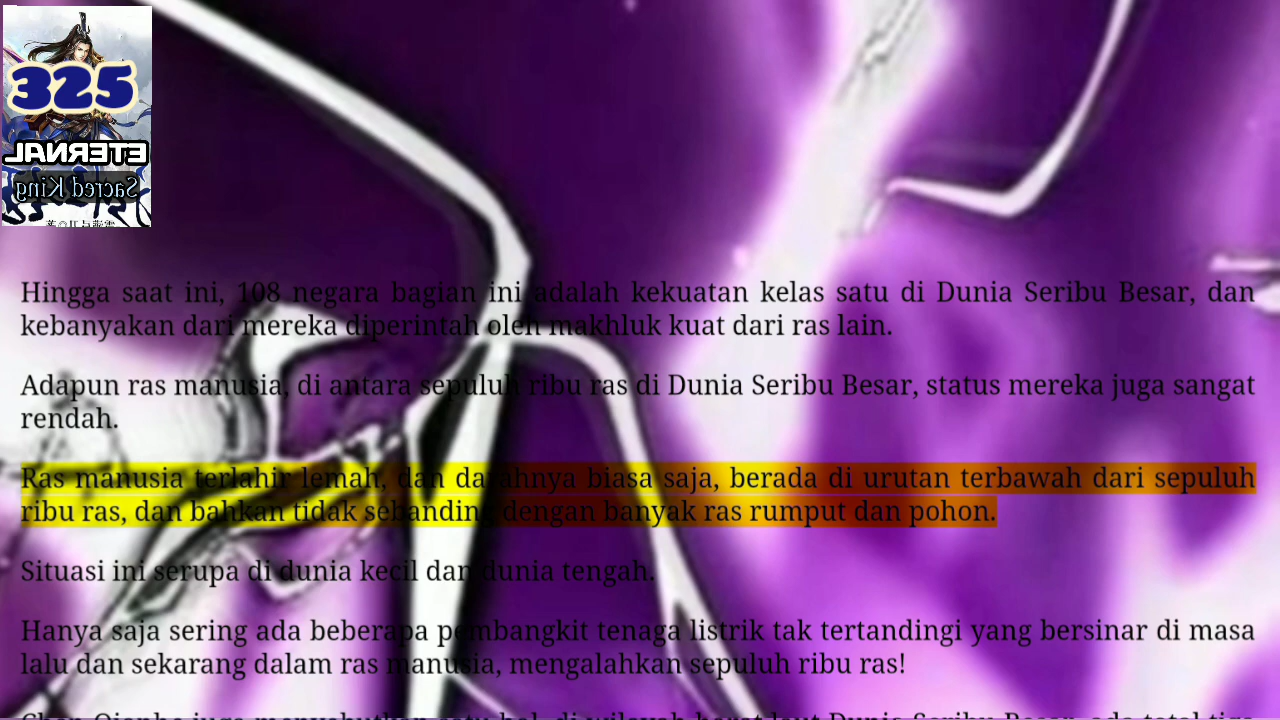 325
ETERNAL
Sacred King
Hingga saat ini, 108 negara bagian ini adalah kekuatan kelas satu di Dunia Seribu Besar, dan
kebanyakan dari mereka diperintah oleh makhluk kuat dari ras lain.
Adapun ras manusia, di antara sepuluh ribu ras di Dunia Seribu Besar, status mereka juga sangat
rendah.
Ras manusia terlahir lemah, dan darahnya biasa saja, berada di urutan terbawah dari sepuluh
ribu ras, dan bahkan tidak sebanding dengan banyak ras rumput dan pohon.
Situasi ini serupa di dunia kecil dan dunia tengah.
Hanya saja sering ada beberapa pembangkit tenaga listrik tak tertandingi yang bersinar di masa
lalu dan sekarang dalam ras manusia, mengalahkan sepuluh ribu ras!